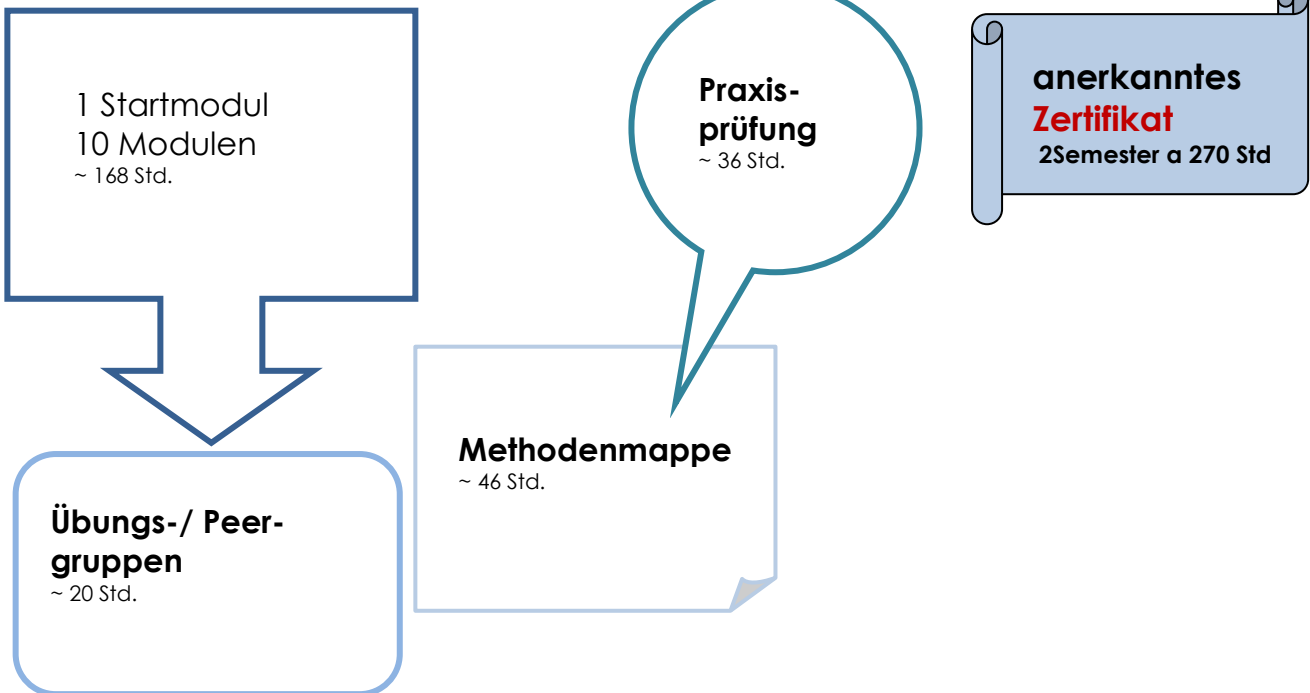 1 Startmodul
10 Modulen
~ 168 Std.
Übungs-/ Peer-
gruppen
~ 20 Std.
Methodenmappe
~ 46 Std.
Praxis-
prüfung
~ 36 Std.
anerkanntes
Zertifikat
2Semester a 270 Std